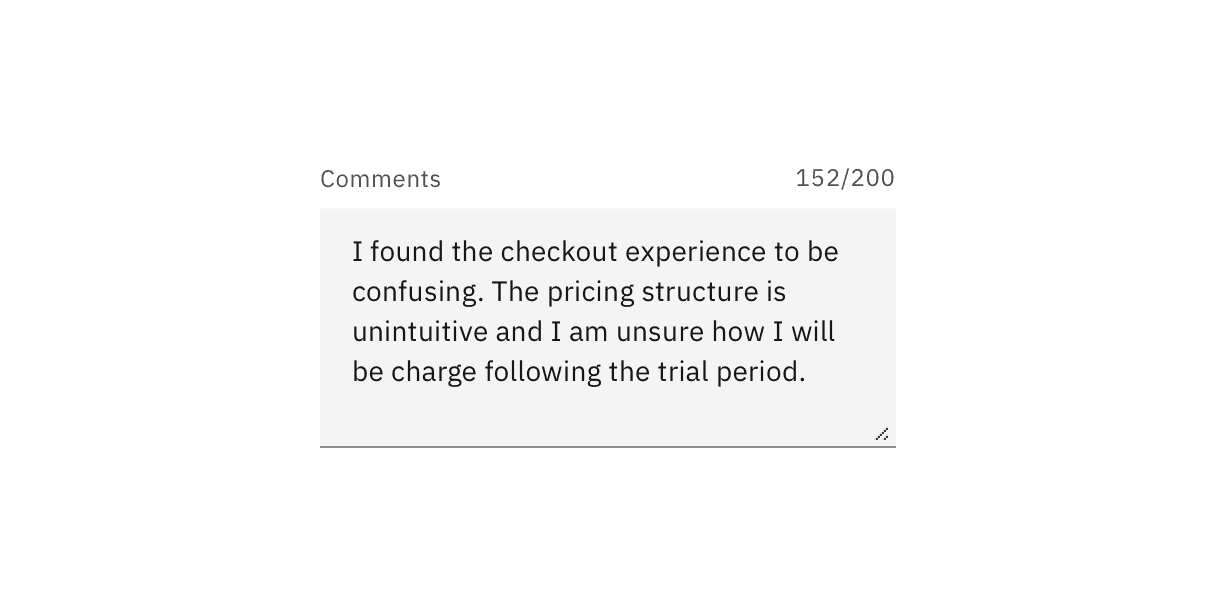 Comments
152/200
I found the checkout experience to be
confusing. The pricing structure is
unintuitive and I am unsure how I will
be charge following the trial period.